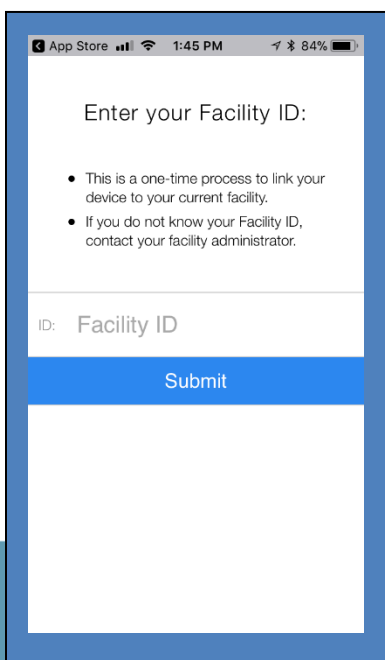 App Store 1:45 PM 84%
Enter your Facility ID:
• This is a one-time process to link your
device to your current facility.
• If you do not know your Facility ID,
contact your facility administrator.
ID: Facility ID
Submit